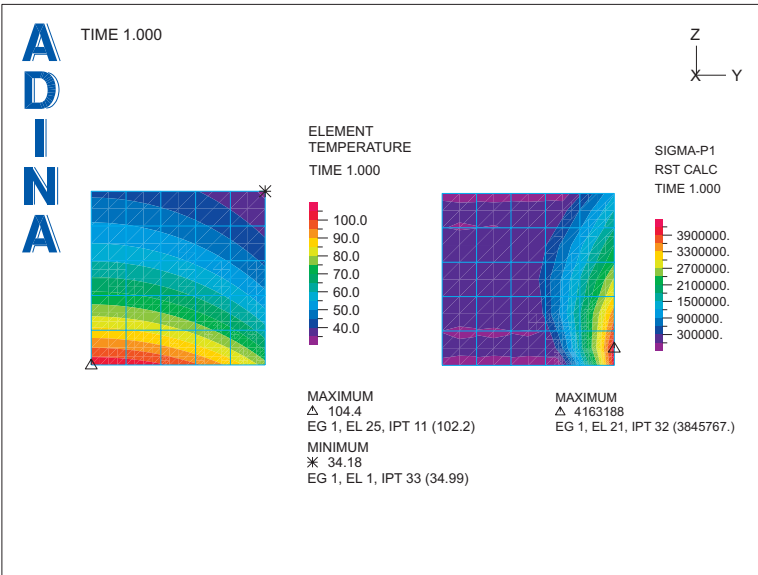 ADINA
TIME 1.000
Z
X
Y
ELEMENT
TEMPERATURE
TIME 1.000
100.0
90.0
80.0
70.0
60.0
50.0
40.0
MAXIMUM
△ 104.4
EG 1, EL 25, IPT 11 (102.2)
MINIMUM
✳ 34.18
EG 1, EL 1, IPT 33 (34.99)
SIGMA-P1
RST CALC
TIME 1.000
3900000.
3300000.
2700000.
2100000.
1500000.
900000.
300000.
MAXIMUM
△ 4163188
EG 1, EL 21, IPT 32 (3845767.)